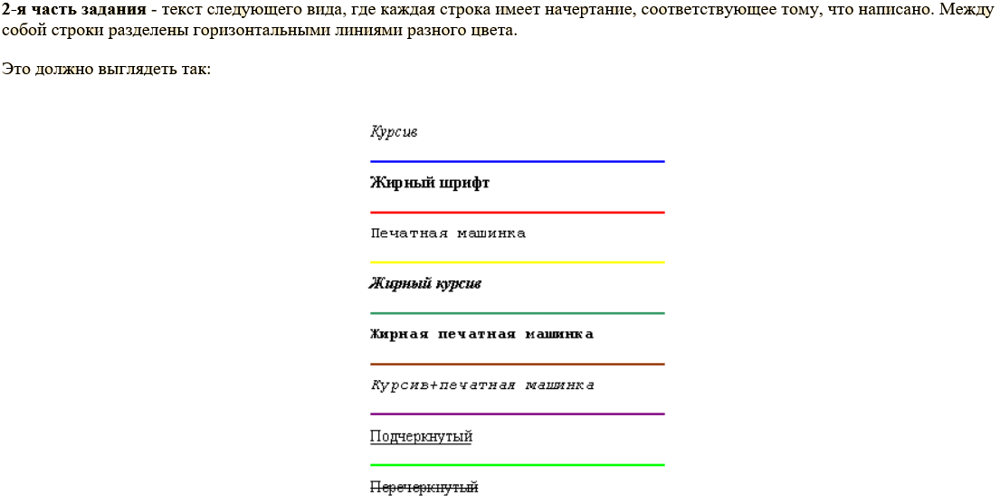 2-я часть задания - текст следующего вида, где каждая строка имеет начертание, соответствующее тому, что написано. Между
собой строки разделены горизонтальными линиями разного цвета.
Это должно выглядеть так:
Курсив
Жирный шрифт
Печатная машинка
Жирный курсив
Жирная печатная машинка
Курсив+печатная машинка
Подчеркнутый
Перечеркнутый